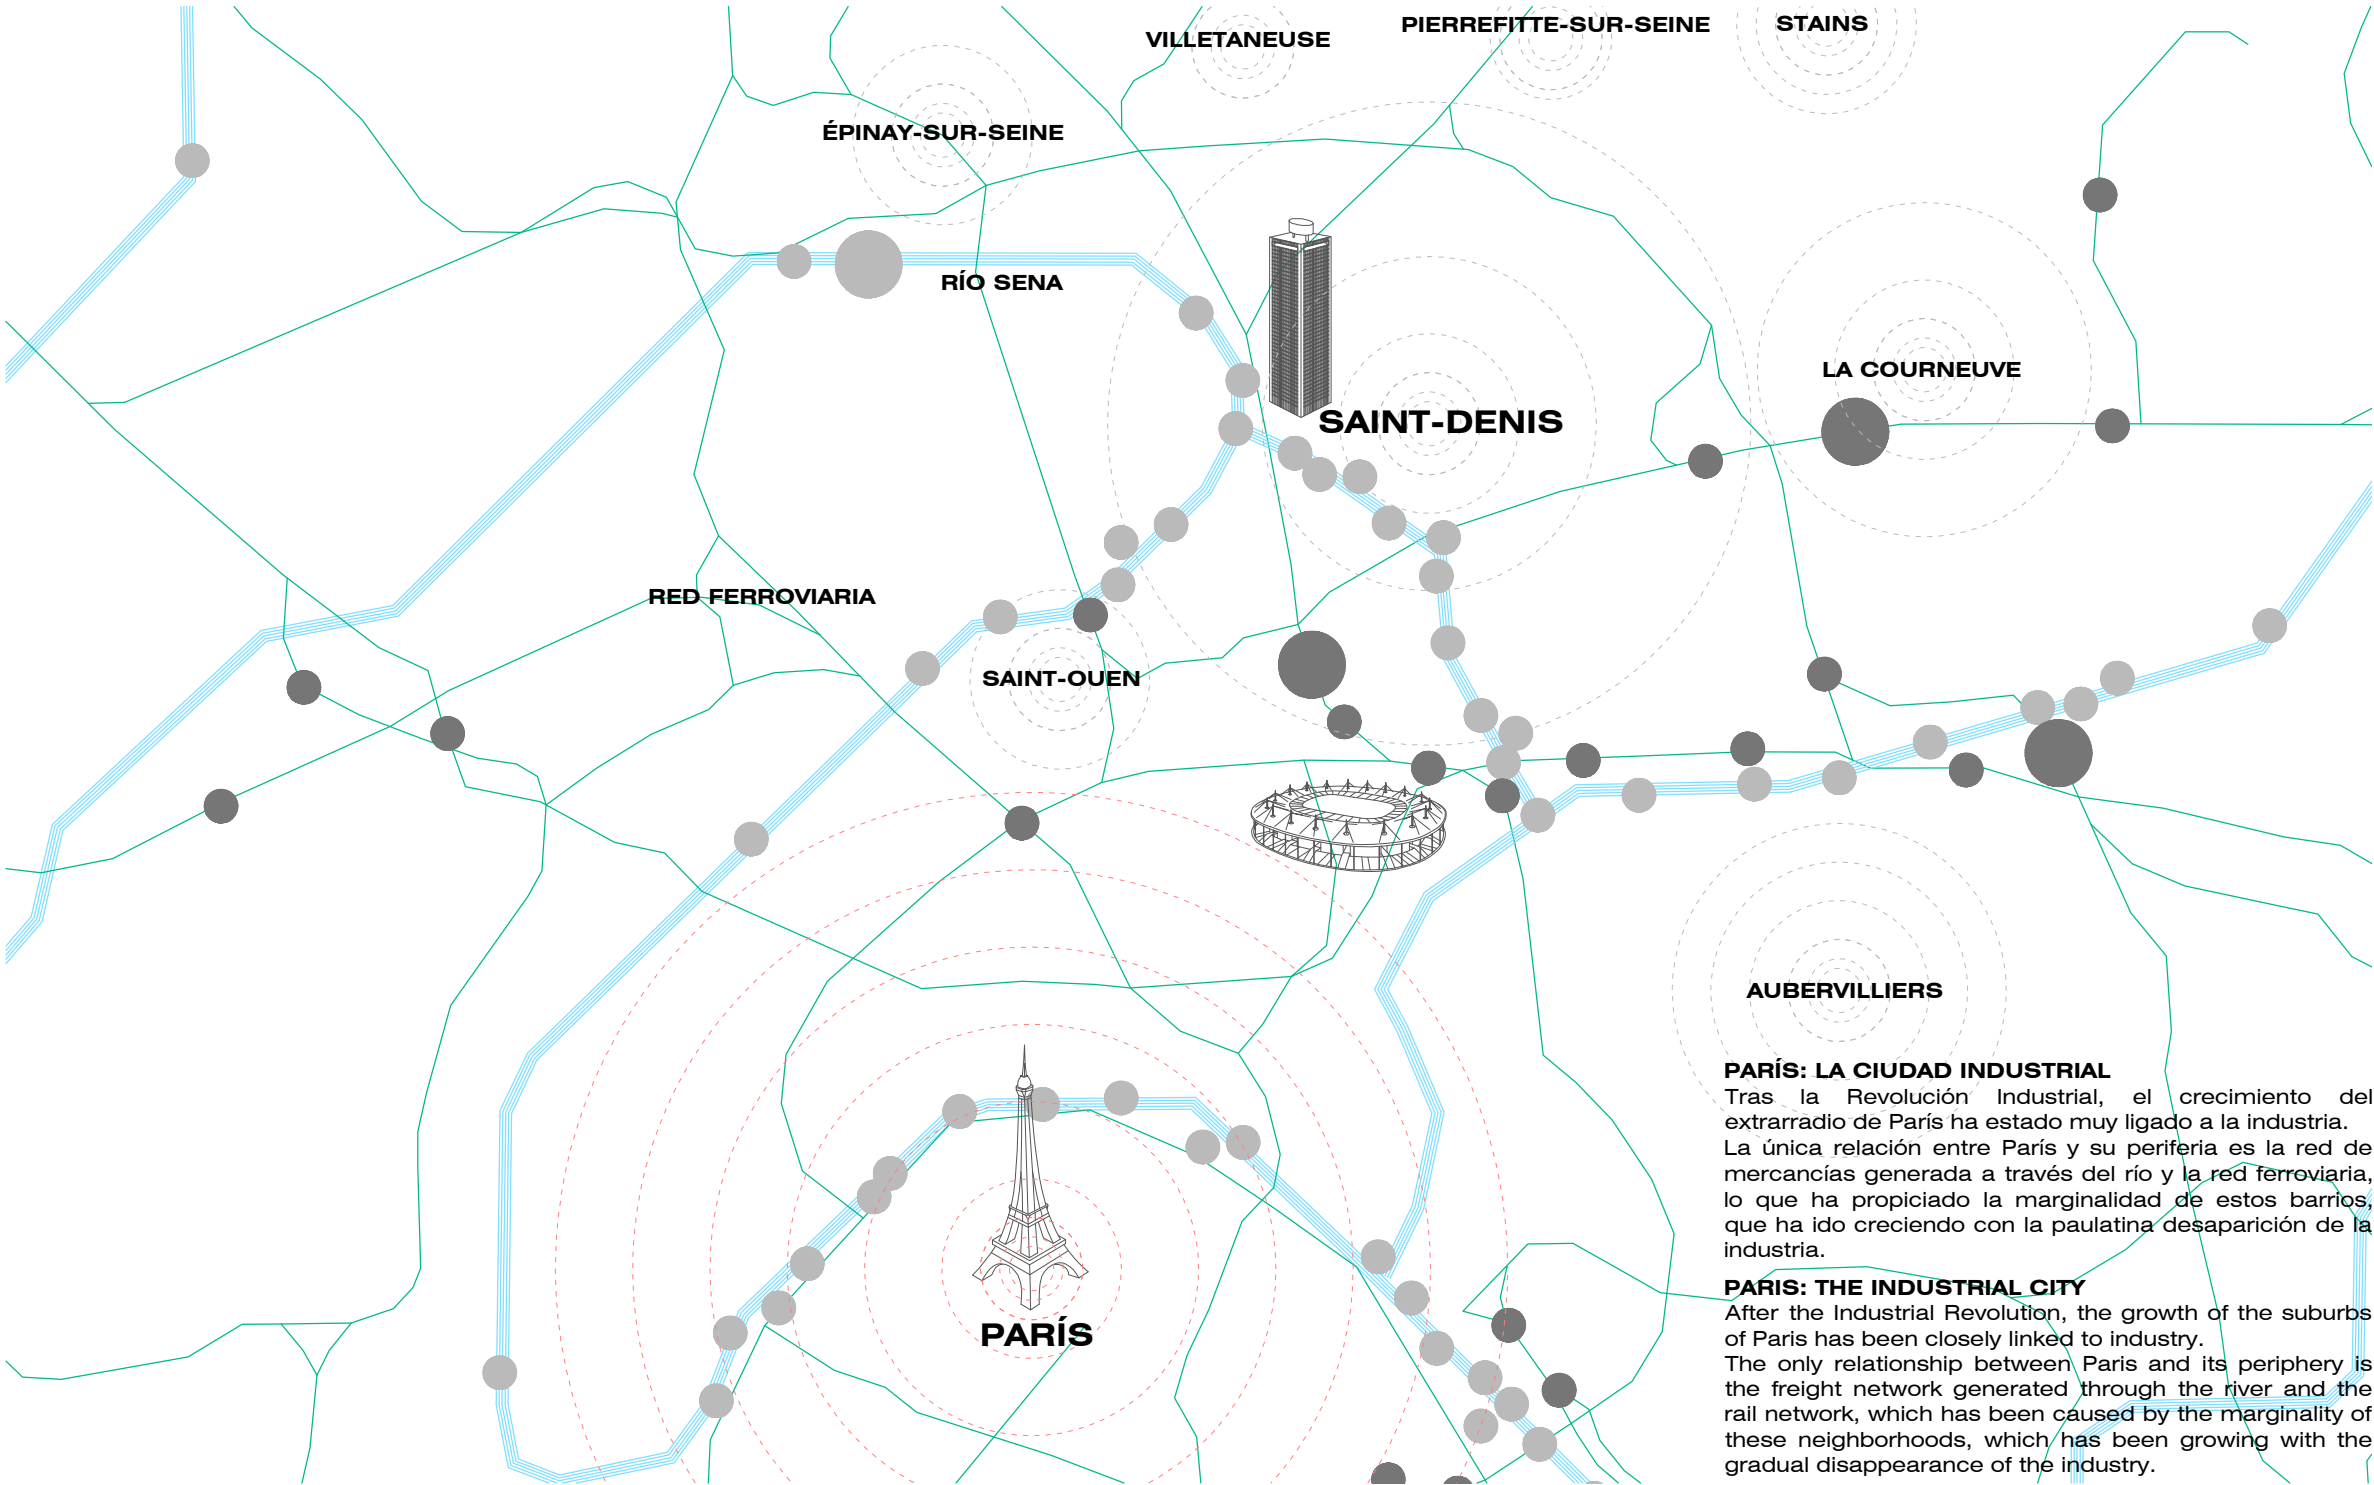 PIERREFITTE-SUR-SEINE
STAINS
VILLETANEUSE
ÉPINAY-SUR-SEINE
RÍO SENA
LA COURNEUVE
SAINT-DENIS
RED FERROVIARIA
SAINT-OUEN
AUBERVILLIERS
PARÍS
PARÍS: LA CIUDAD INDUSTRIAL
Tras la Revolución Industrial, el crecimiento del
extrarradio de París ha estado muy ligado a la industria.
La única relación entre París y su periferia es la red de
mercancías generada a través del río y la red ferroviaria,
lo que ha propiciado la marginalidad de estos barrios,
que ha ido creciendo con la paulatina desaparición de la
industria.
PARIS: THE INDUSTRIAL CITY
After the Industrial Revolution, the growth of the suburbs
of Paris has been closely linked to industry.
The only relationship between Paris and its periphery is
the freight network generated through the river and the
rail network, which has been caused by the marginality of
these neighborhoods, which has been growing with the
gradual disappearance of the industry.